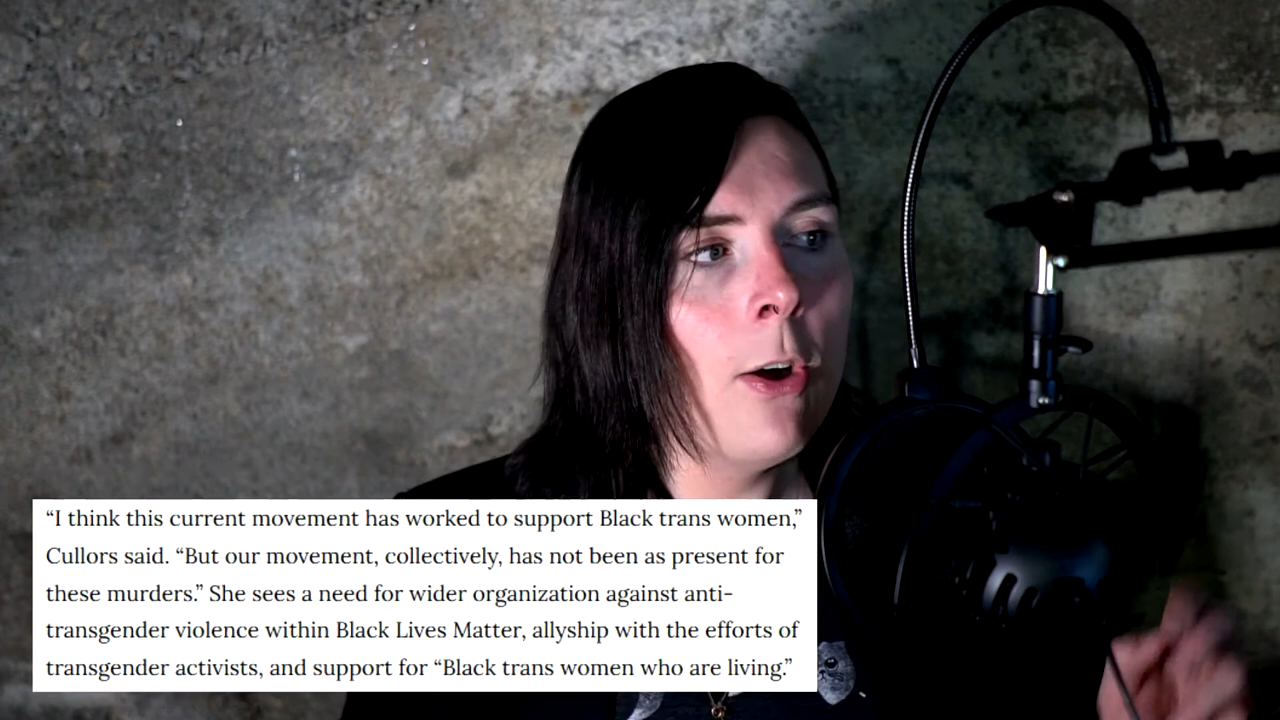 “I think this current movement has worked to support Black trans women,”
Cullors said. “But our movement, collectively, has not been as present for
these murders.” She sees a need for wider organization against anti-
transgender violence within Black Lives Matter, allyship with the efforts of
transgender activists, and support for “Black trans women who are living.”